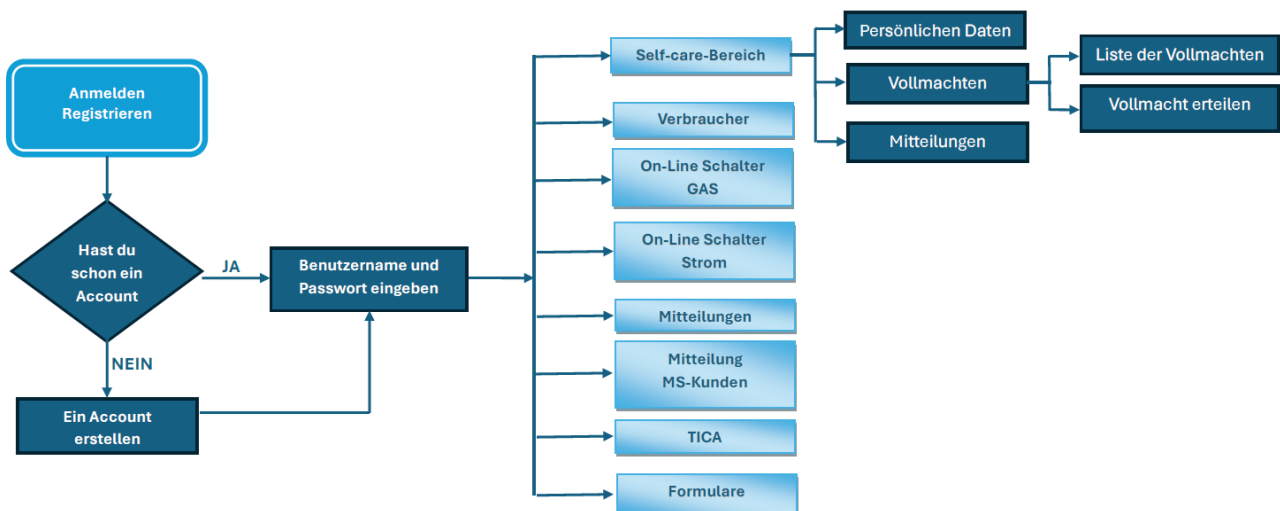 Anmelden
Registrieren
Hast du
schon ein
Account
JA
NEIN
Ein Account
erstellen
Benutzername und
Passwort eingeben
Self-care-Bereich
Verbraucher
On-Line Schalter
GAS
On-Line Schalter
Strom
Mitteilungen
Mitteilung
MS-Kunden
TICA
Formulare
Persönlichen Daten
Vollmachten
Mitteilungen
Liste der Vollmachten
Vollmacht erteilen